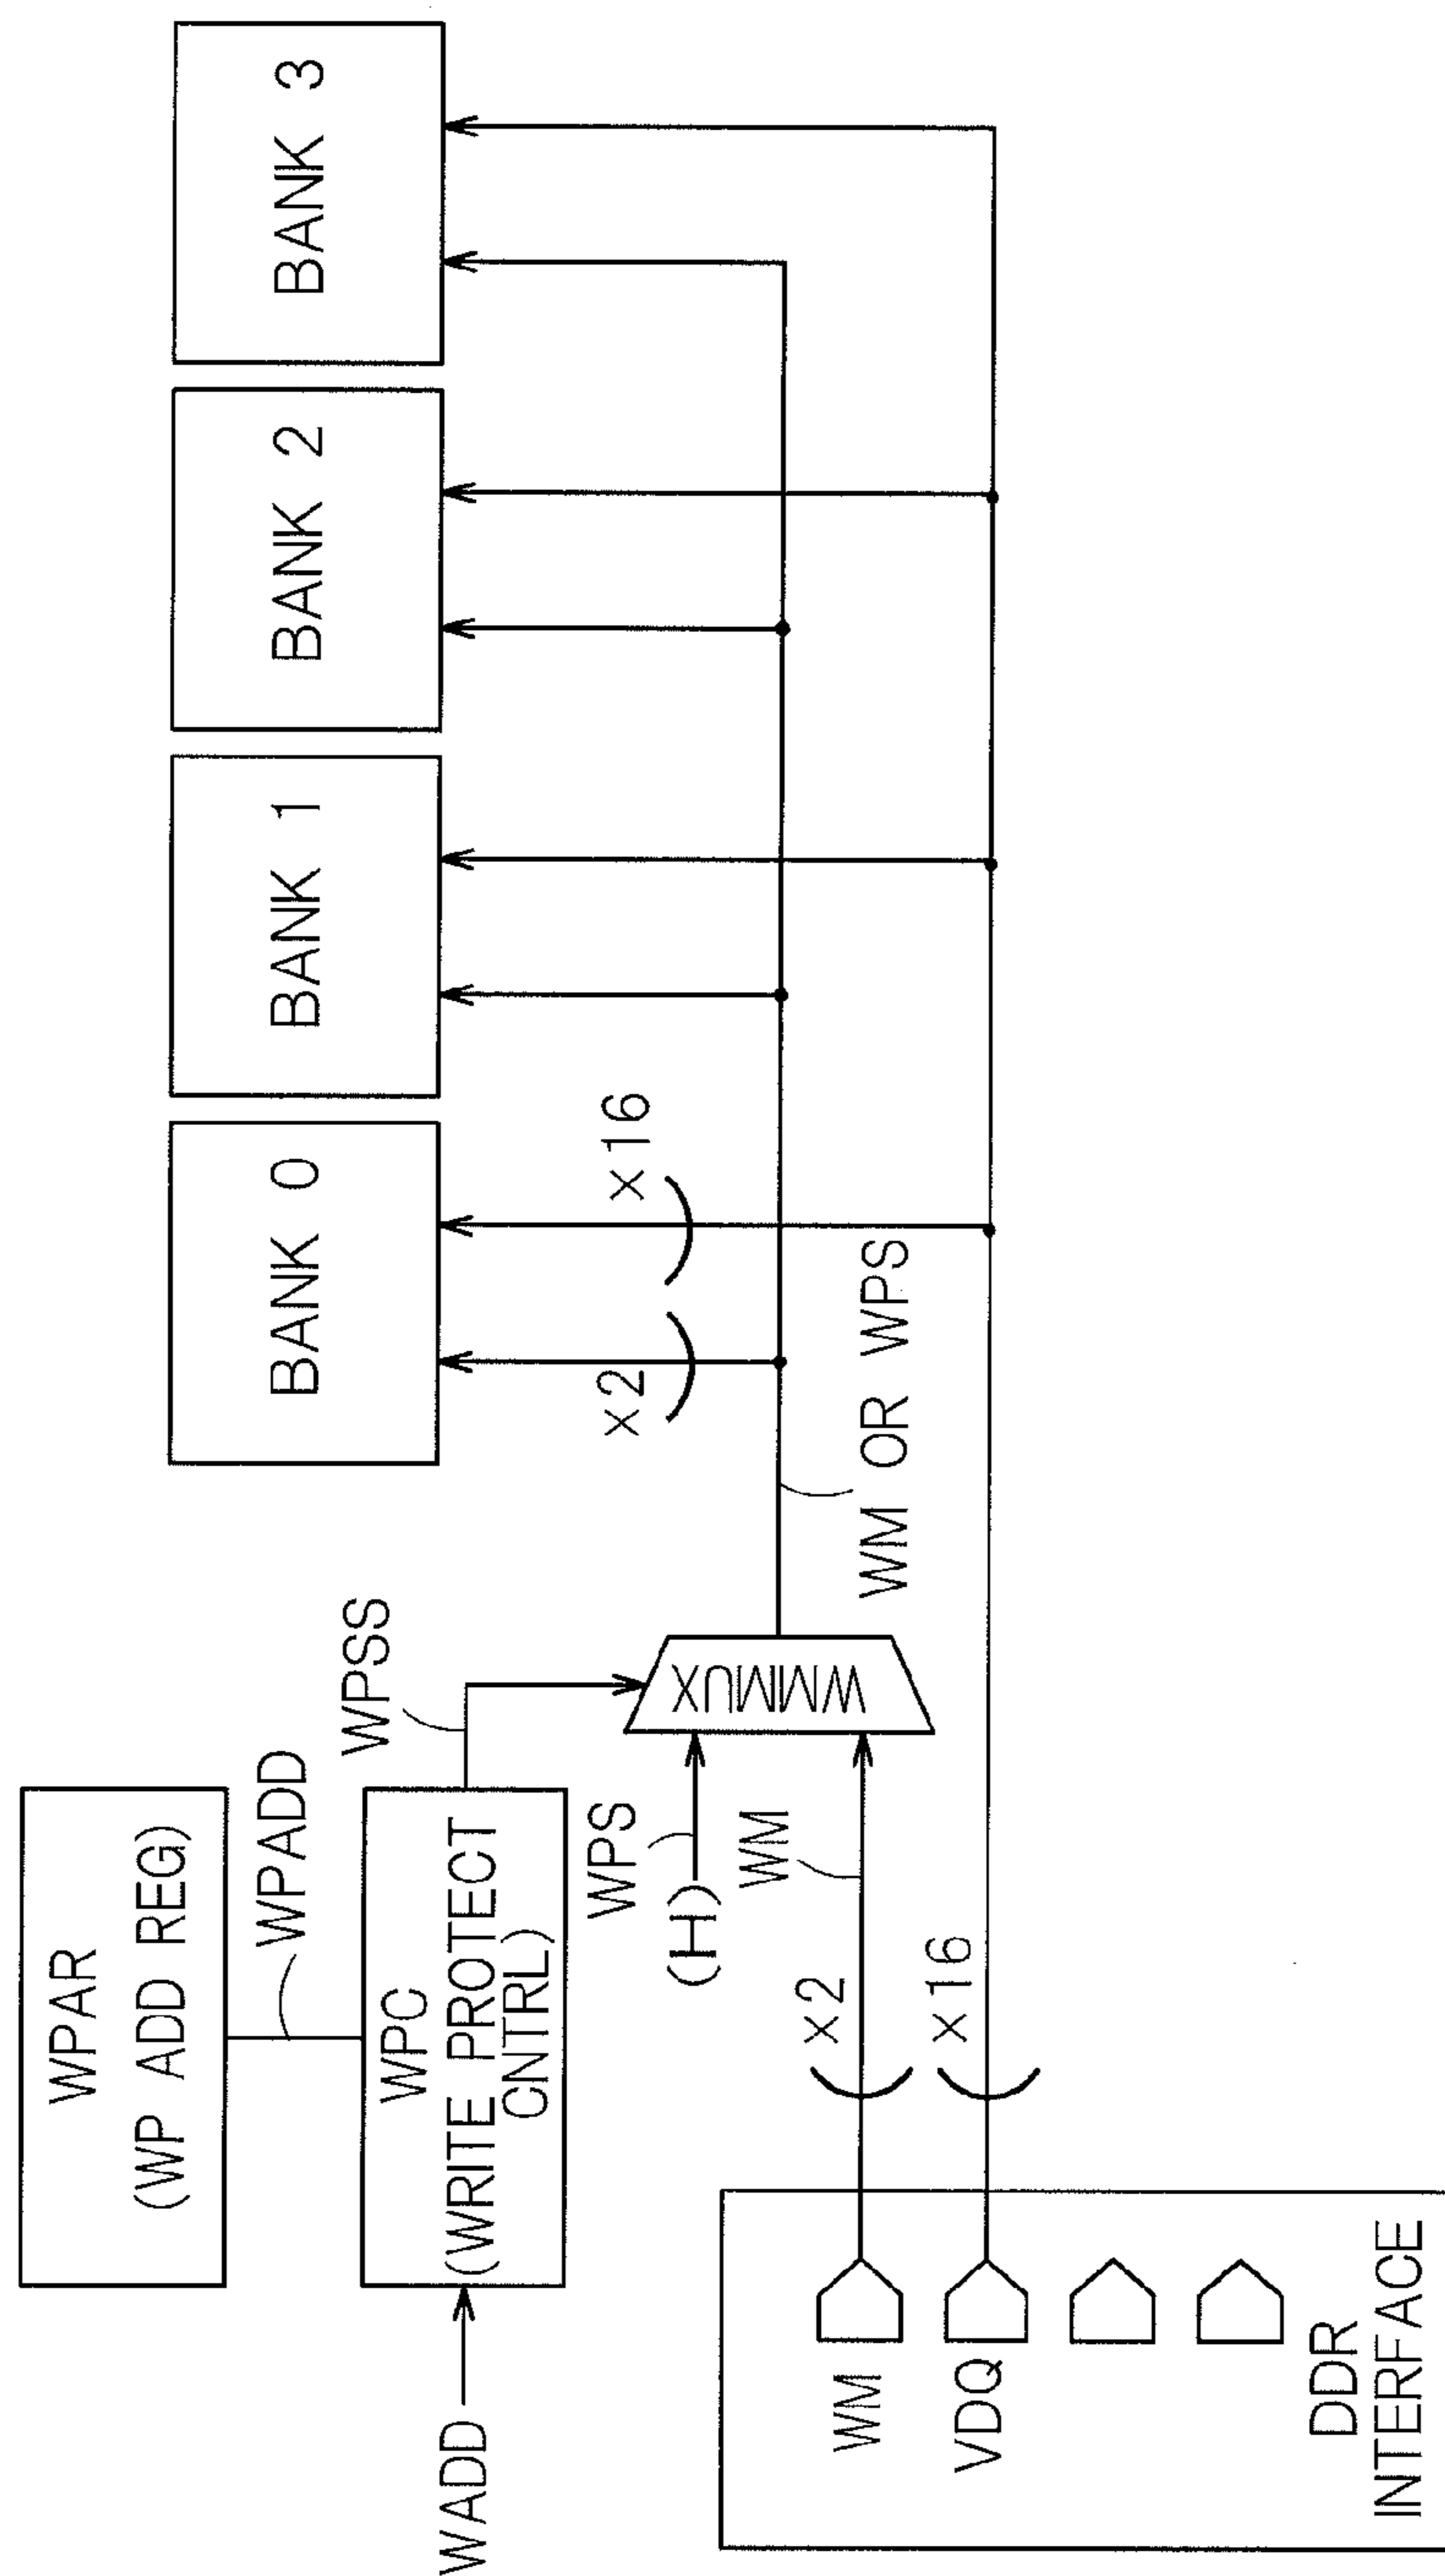 WPAR
(WP ADD REG)
WPADD
WADD
WPC
(WRITE PROTECT
CNTRL)
WPSS
BANK 0
BANK 1
BANK 2
BANK 3
WPS
(H)
WMMUX
×2
×16
WM
×2
×16
WM OR WPS
WM
VDQ
DDR
INTERFACE